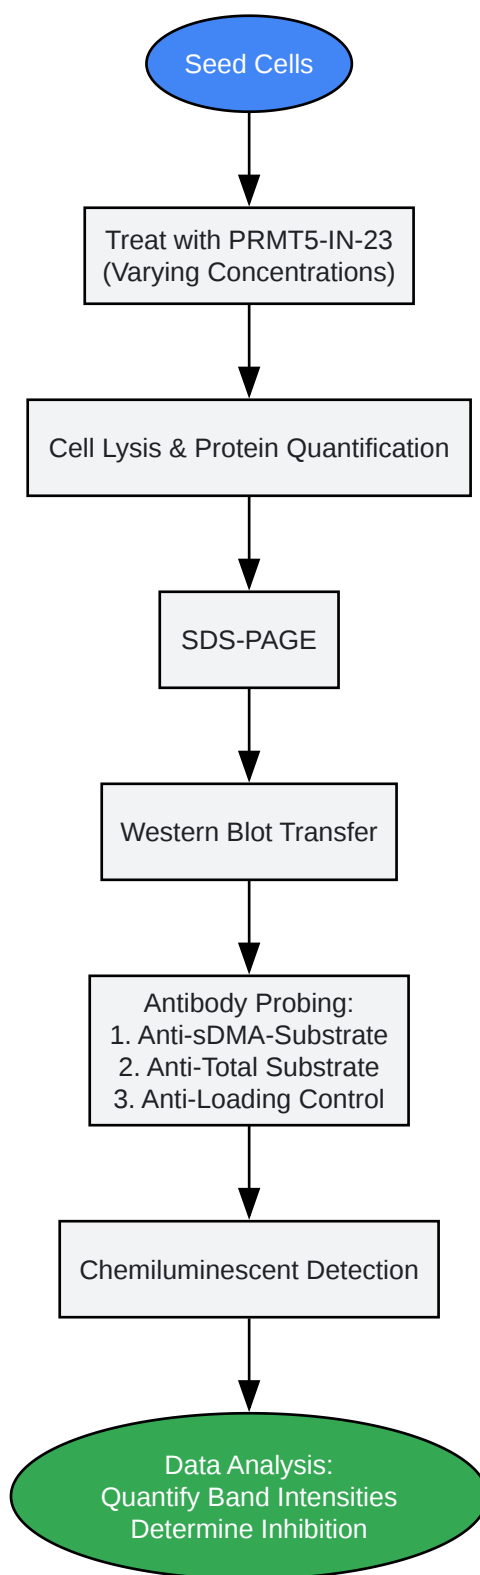 Seed Cells
Treat with PRMT5-IN-23
(Varying Concentrations)
Cell Lysis & Protein Quantification
SDS-PAGE
Western Blot Transfer
Antibody Probing:
1. Anti-sDMA-Substrate
2. Anti-Total Substrate
3. Anti-Loading Control
Chemiluminescent Detection
Data Analysis:
Quantify Band Intensities
Determine Inhibition